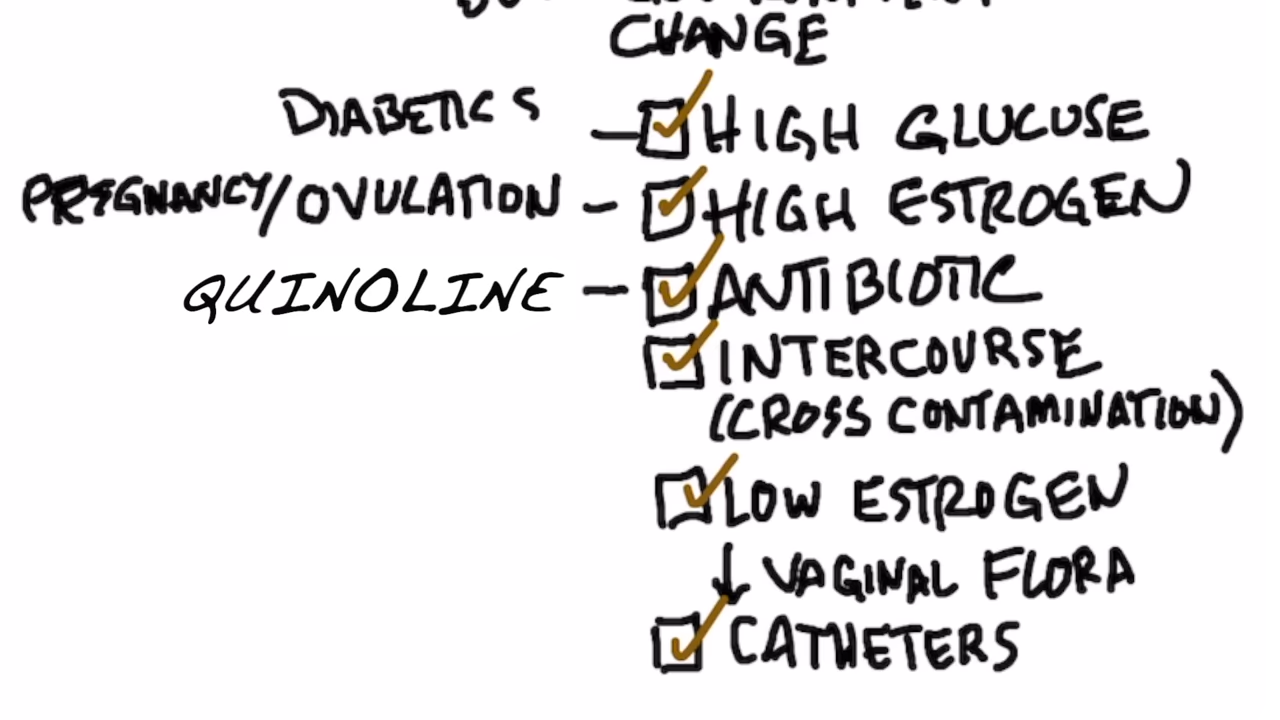 CHANGE
DIABETICS - HIGH GLUCUSE
PREGNANCY/OVULATION - HIGH ESTROGEN
QUINOLINE - ANTIBIOTIC
INTERCOURSE
(CROSS CONTAMINATION)
LOW ESTROGEN
↓ VAGINAL FLORA
CATHETERS